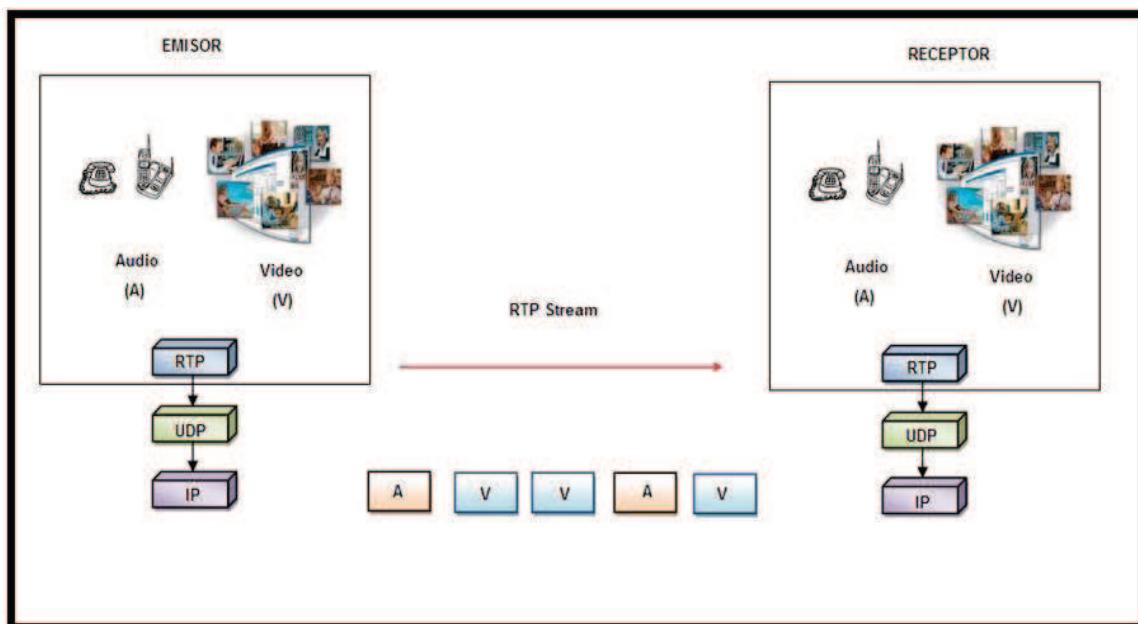 EMISOR
Audio
(A)
Video
(V)
RTP
UDP
IP
RTP Stream
A
V
V
A
V
RECEPTOR
Audio
(A)
Video
(V)
RTP
UDP
IP